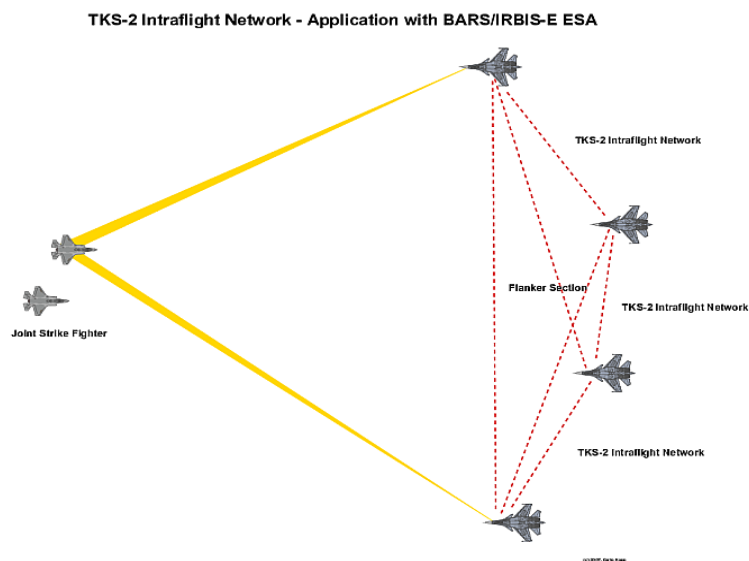 TKS-2 Intraflight Network - Application with BARS/IRBIS-E ESA
TKS-2 Intraflight Network
Flanker Section
TKS-2 Intraflight Network
Joint Strike Fighter
TKS-2 Intraflight Network